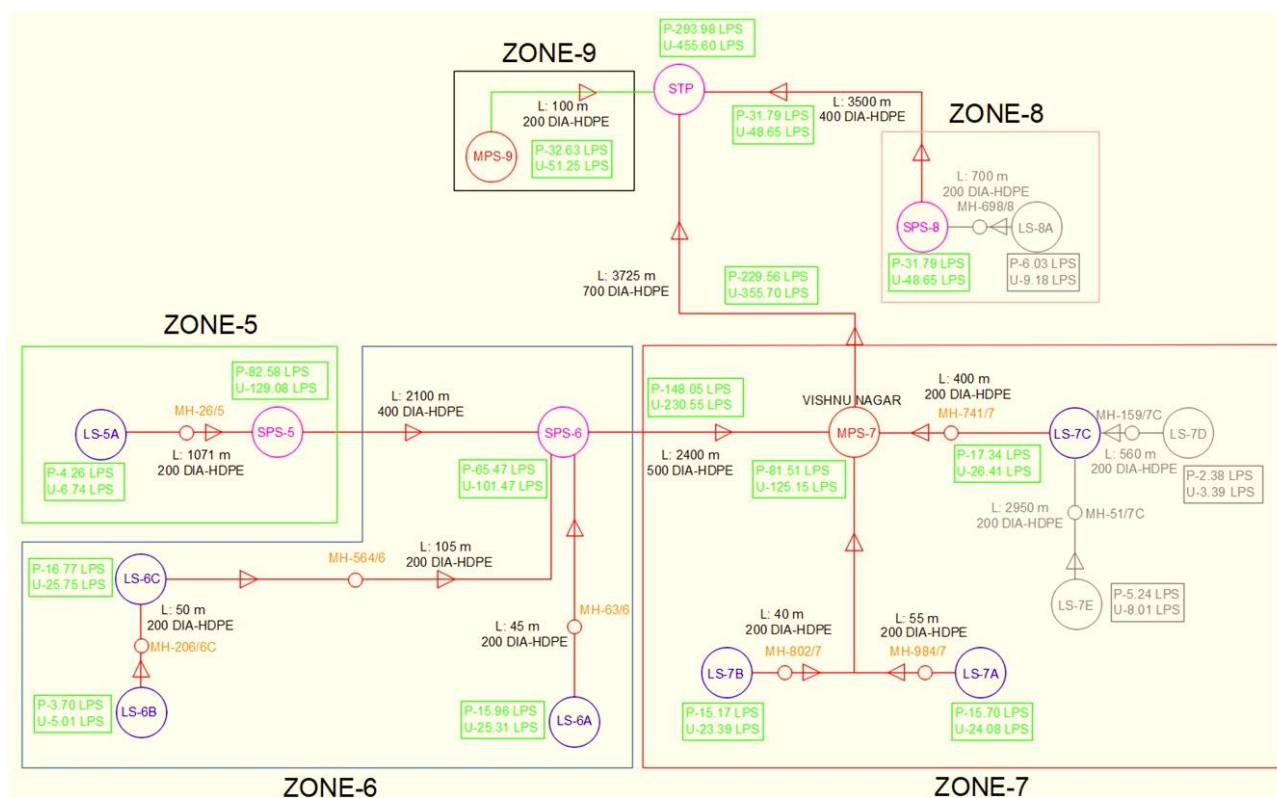 P-293.98 LPS
U-455.60 LPS
ZONE-9
STP
L: 100 m
200 DIA-HDPE
MPS-9
P-32.63 LPS
U-51.25 LPS
P-31.79 LPS
U-48.65 LPS
L: 3500 m
400 DIA-HDPE
ZONE-8
L: 700 m
200 DIA-HDPE
MH-698/8
SPS-8
LS-8A
P-31.79 LPS
U-48.65 LPS
P-6.03 LPS
U-9.18 LPS
L: 3725 m
700 DIA-HDPE
P-229.56 LPS
U-355.70 LPS
ZONE-5
P-82.58 LPS
U-129.08 LPS
MH-26/5
LS-5A
SPS-5
L: 1071 m
200 DIA-HDPE
P-4.26 LPS
U-6.74 LPS
L: 2100 m
400 DIA-HDPE
SPS-6
P-65.47 LPS
U-101.47 LPS
P-148.05 LPS
U-230.55 LPS
L: 2400 m
500 DIA-HDPE
VISHNU NAGAR
MPS-7
P-81.51 LPS
U-125.15 LPS
L: 400 m
200 DIA-HDPE
MH-741/7
LS-7C
P-17.34 LPS
U-26.41 LPS
MH-159/7C
LS-7D
L: 560 m
200 DIA-HDPE
P-2.38 LPS
U-3.39 LPS
L: 2950 m
200 DIA-HDPE
MH-51/7C
LS-7E
P-5.24 LPS
U-8.01 LPS
P-16.77 LPS
U-25.75 LPS
LS-6C
MH-564/6
L: 105 m
200 DIA-HDPE
L: 50 m
200 DIA-HDPE
MH-206/6C
P-3.70 LPS
U-5.01 LPS
LS-6B
MH-63/6
L: 45 m
200 DIA-HDPE
P-15.96 LPS
U-25.31 LPS
LS-6A
L: 40 m
200 DIA-HDPE
MH-802/7
LS-7B
P-15.17 LPS
U-23.39 LPS
L: 55 m
200 DIA-HDPE
MH-984/7
LS-7A
P-15.70 LPS
U-24.08 LPS
ZONE-6
ZONE-7